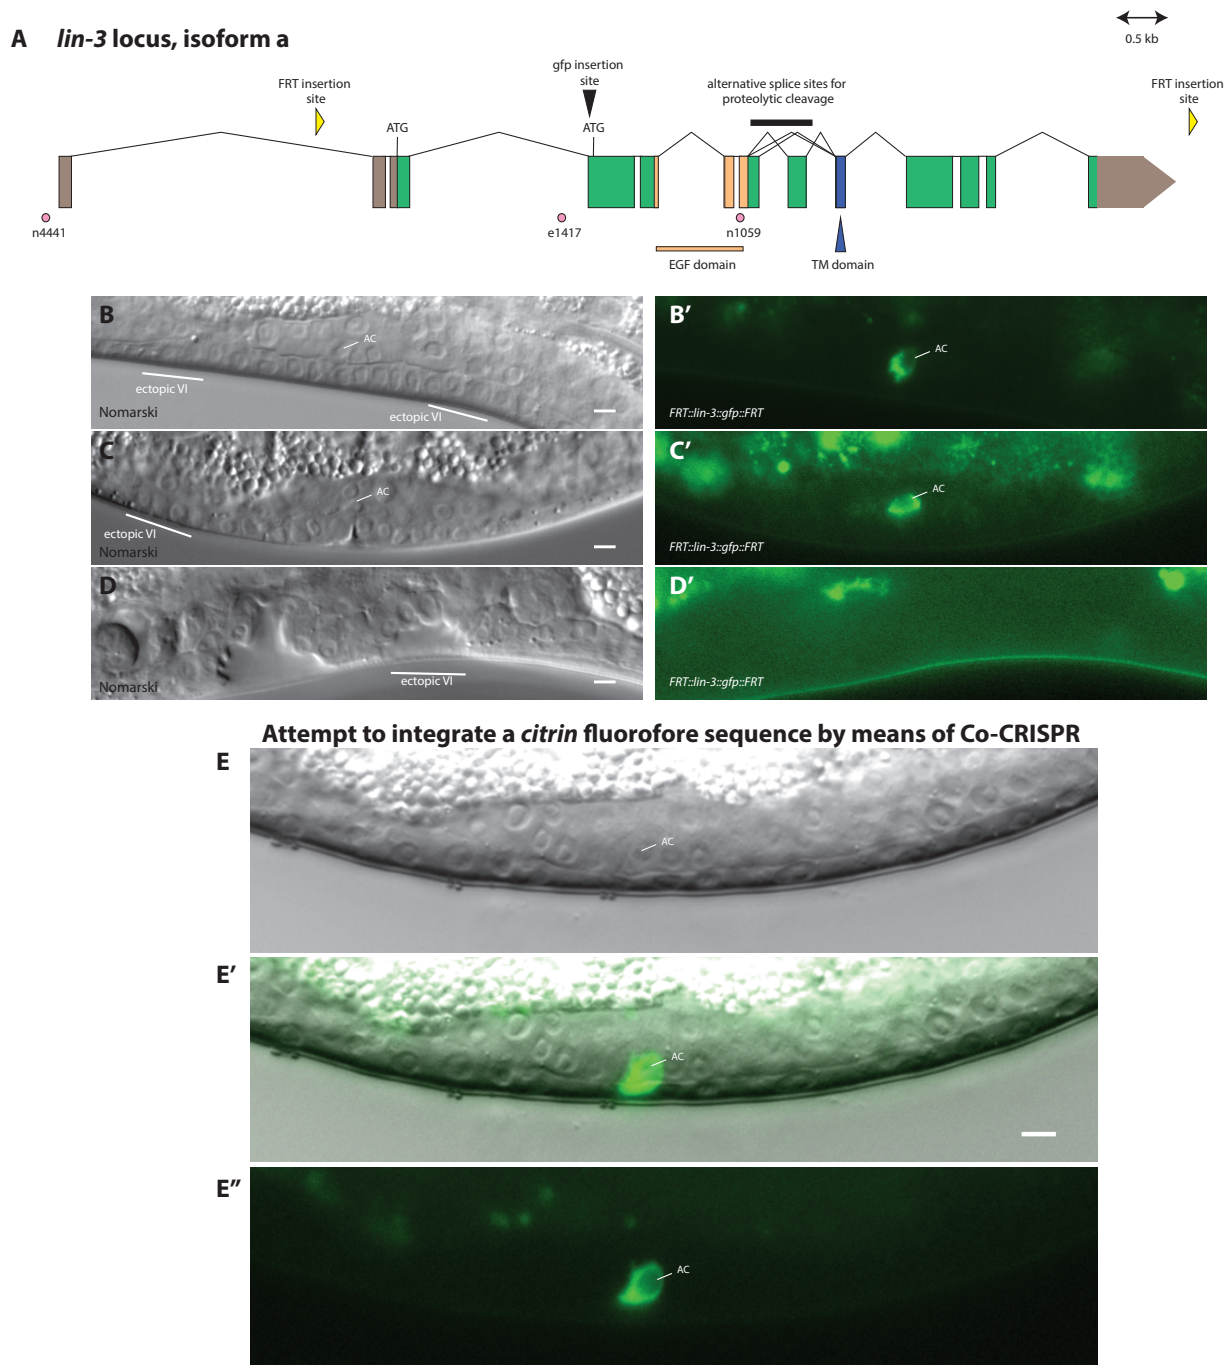 A lin-3 locus, isoform a
0.5 kb
FRT insertion
site
gfp insertion
site
alternative splice sites for
proteolytic cleavage
FRT insertion
site
ATG
ATG
n4441
e1417
n1059
EGF domain
TM domain
B
AC
ectopic VI
ectopic VI
Nomarski
B′
AC
FRT::lin-3::gfp::FRT
C
AC
ectopic VI
Nomarski
C′
AC
FRT::lin-3::gfp::FRT
D
ectopic VI
Nomarski
D′
FRT::lin-3::gfp::FRT
Attempt to integrate a citrin fluorofore sequence by means of Co-CRISPR
E
AC
E′
AC
E″
AC